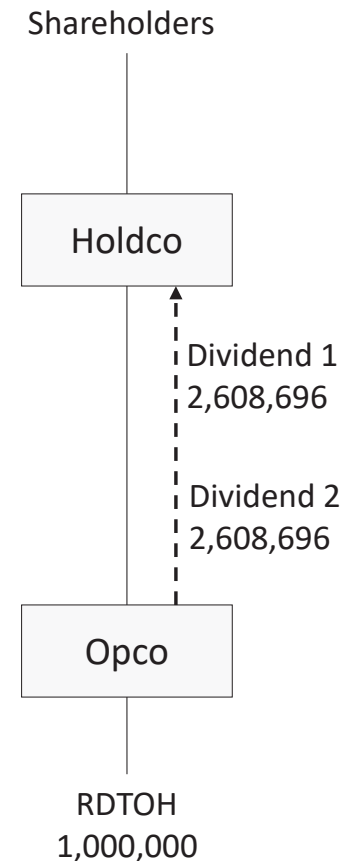 Shareholders
Holdco
Dividend 1
2,608,696
Dividend 2
2,608,696
Opco
RDTOH
1,000,000